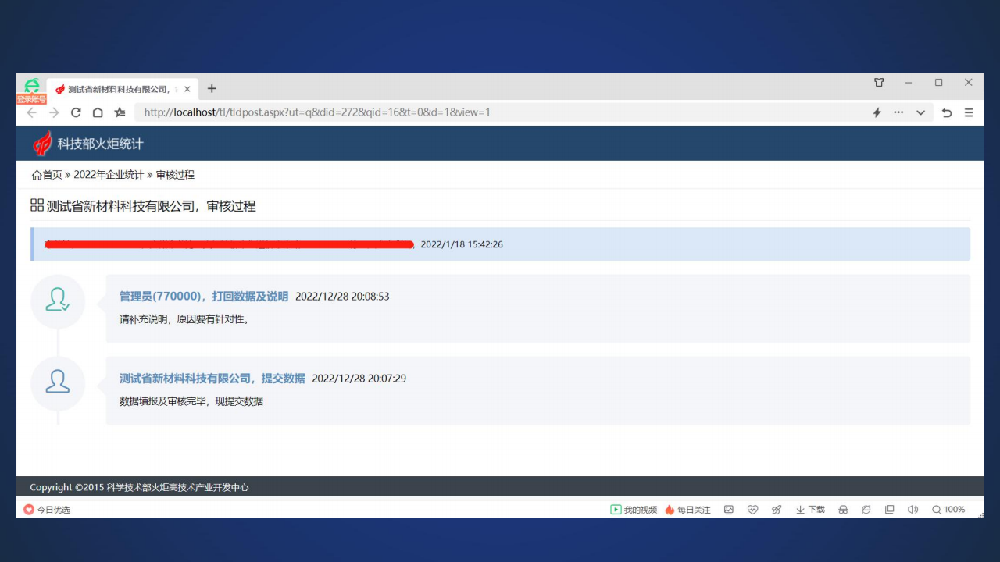 测试省新材料科技有限公司，
登录账号
http://localhost/tl/tldpost.aspx?ut=q&did=272&qid=16&t=0&d=1&view=1
科技部火炬统计
首页 » 2022年企业统计 » 审核过程
测试省新材料科技有限公司，审核过程
, 2022/1/18 15:42:26
管理员(770000)，打回数据及说明 2022/12/28 20:08:53
请补充说明，原因要有针对性。
测试省新材料科技有限公司，提交数据 2022/12/28 20:07:29
数据填报及审核完毕，现提交数据
Copyright ©2015 科学技术部火炬高技术产业开发中心
今日优选 我的视频 每日关注 下载 100%